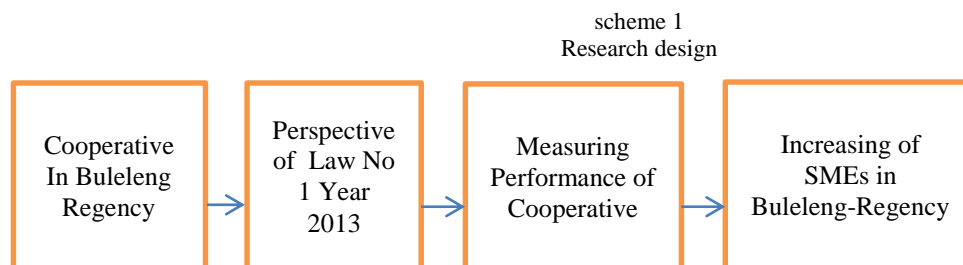 scheme 1
Research design
Cooperative
In Buleleng
Regency
Perspective
of Law No
1 Year
2013
Measuring
Performance of
Cooperative
Increasing of
SMEs in
Buleleng-Regency